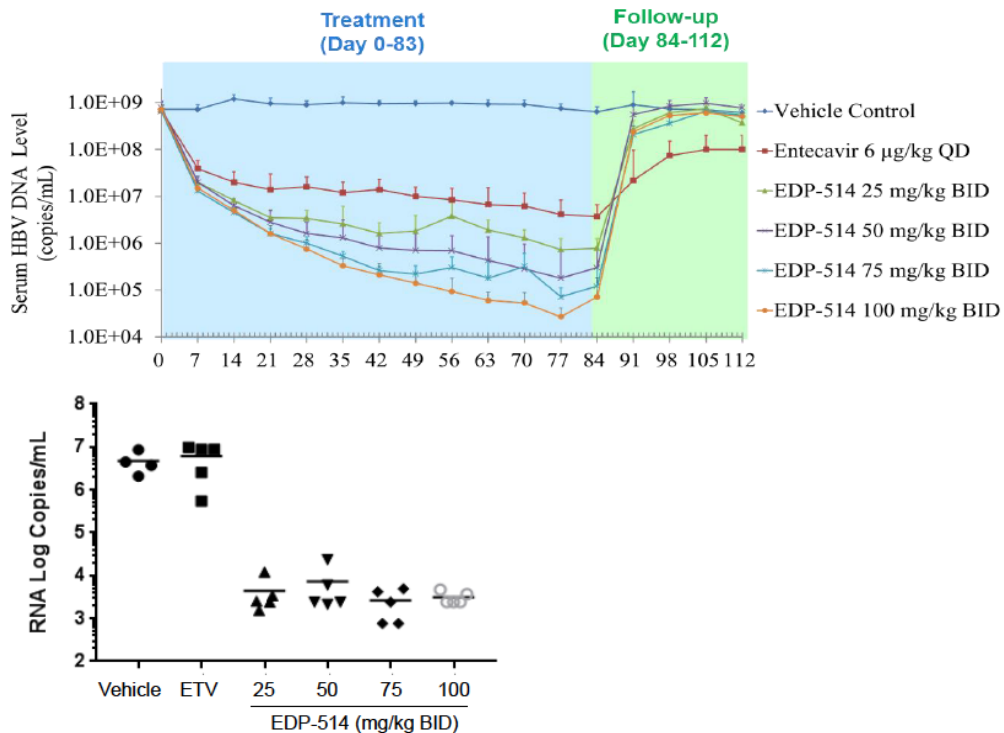 Treatment
(Day 0-83)
Follow-up
(Day 84-112)
Serum HBV DNA Level
(copies/mL)
1.0E+09
1.0E+08
1.0E+07
1.0E+06
1.0E+05
1.0E+04
0 7 14 21 28 35 42 49 56 63 70 77 84 91 98 105 112
Vehicle Control
Entecavir 6 µg/kg QD
EDP-514 25 mg/kg BID
EDP-514 50 mg/kg BID
EDP-514 75 mg/kg BID
EDP-514 100 mg/kg BID
RNA Log Copies/mL
8
7
6
5
4
3
2
Vehicle ETV 25 50 75 100
EDP-514 (mg/kg BID)